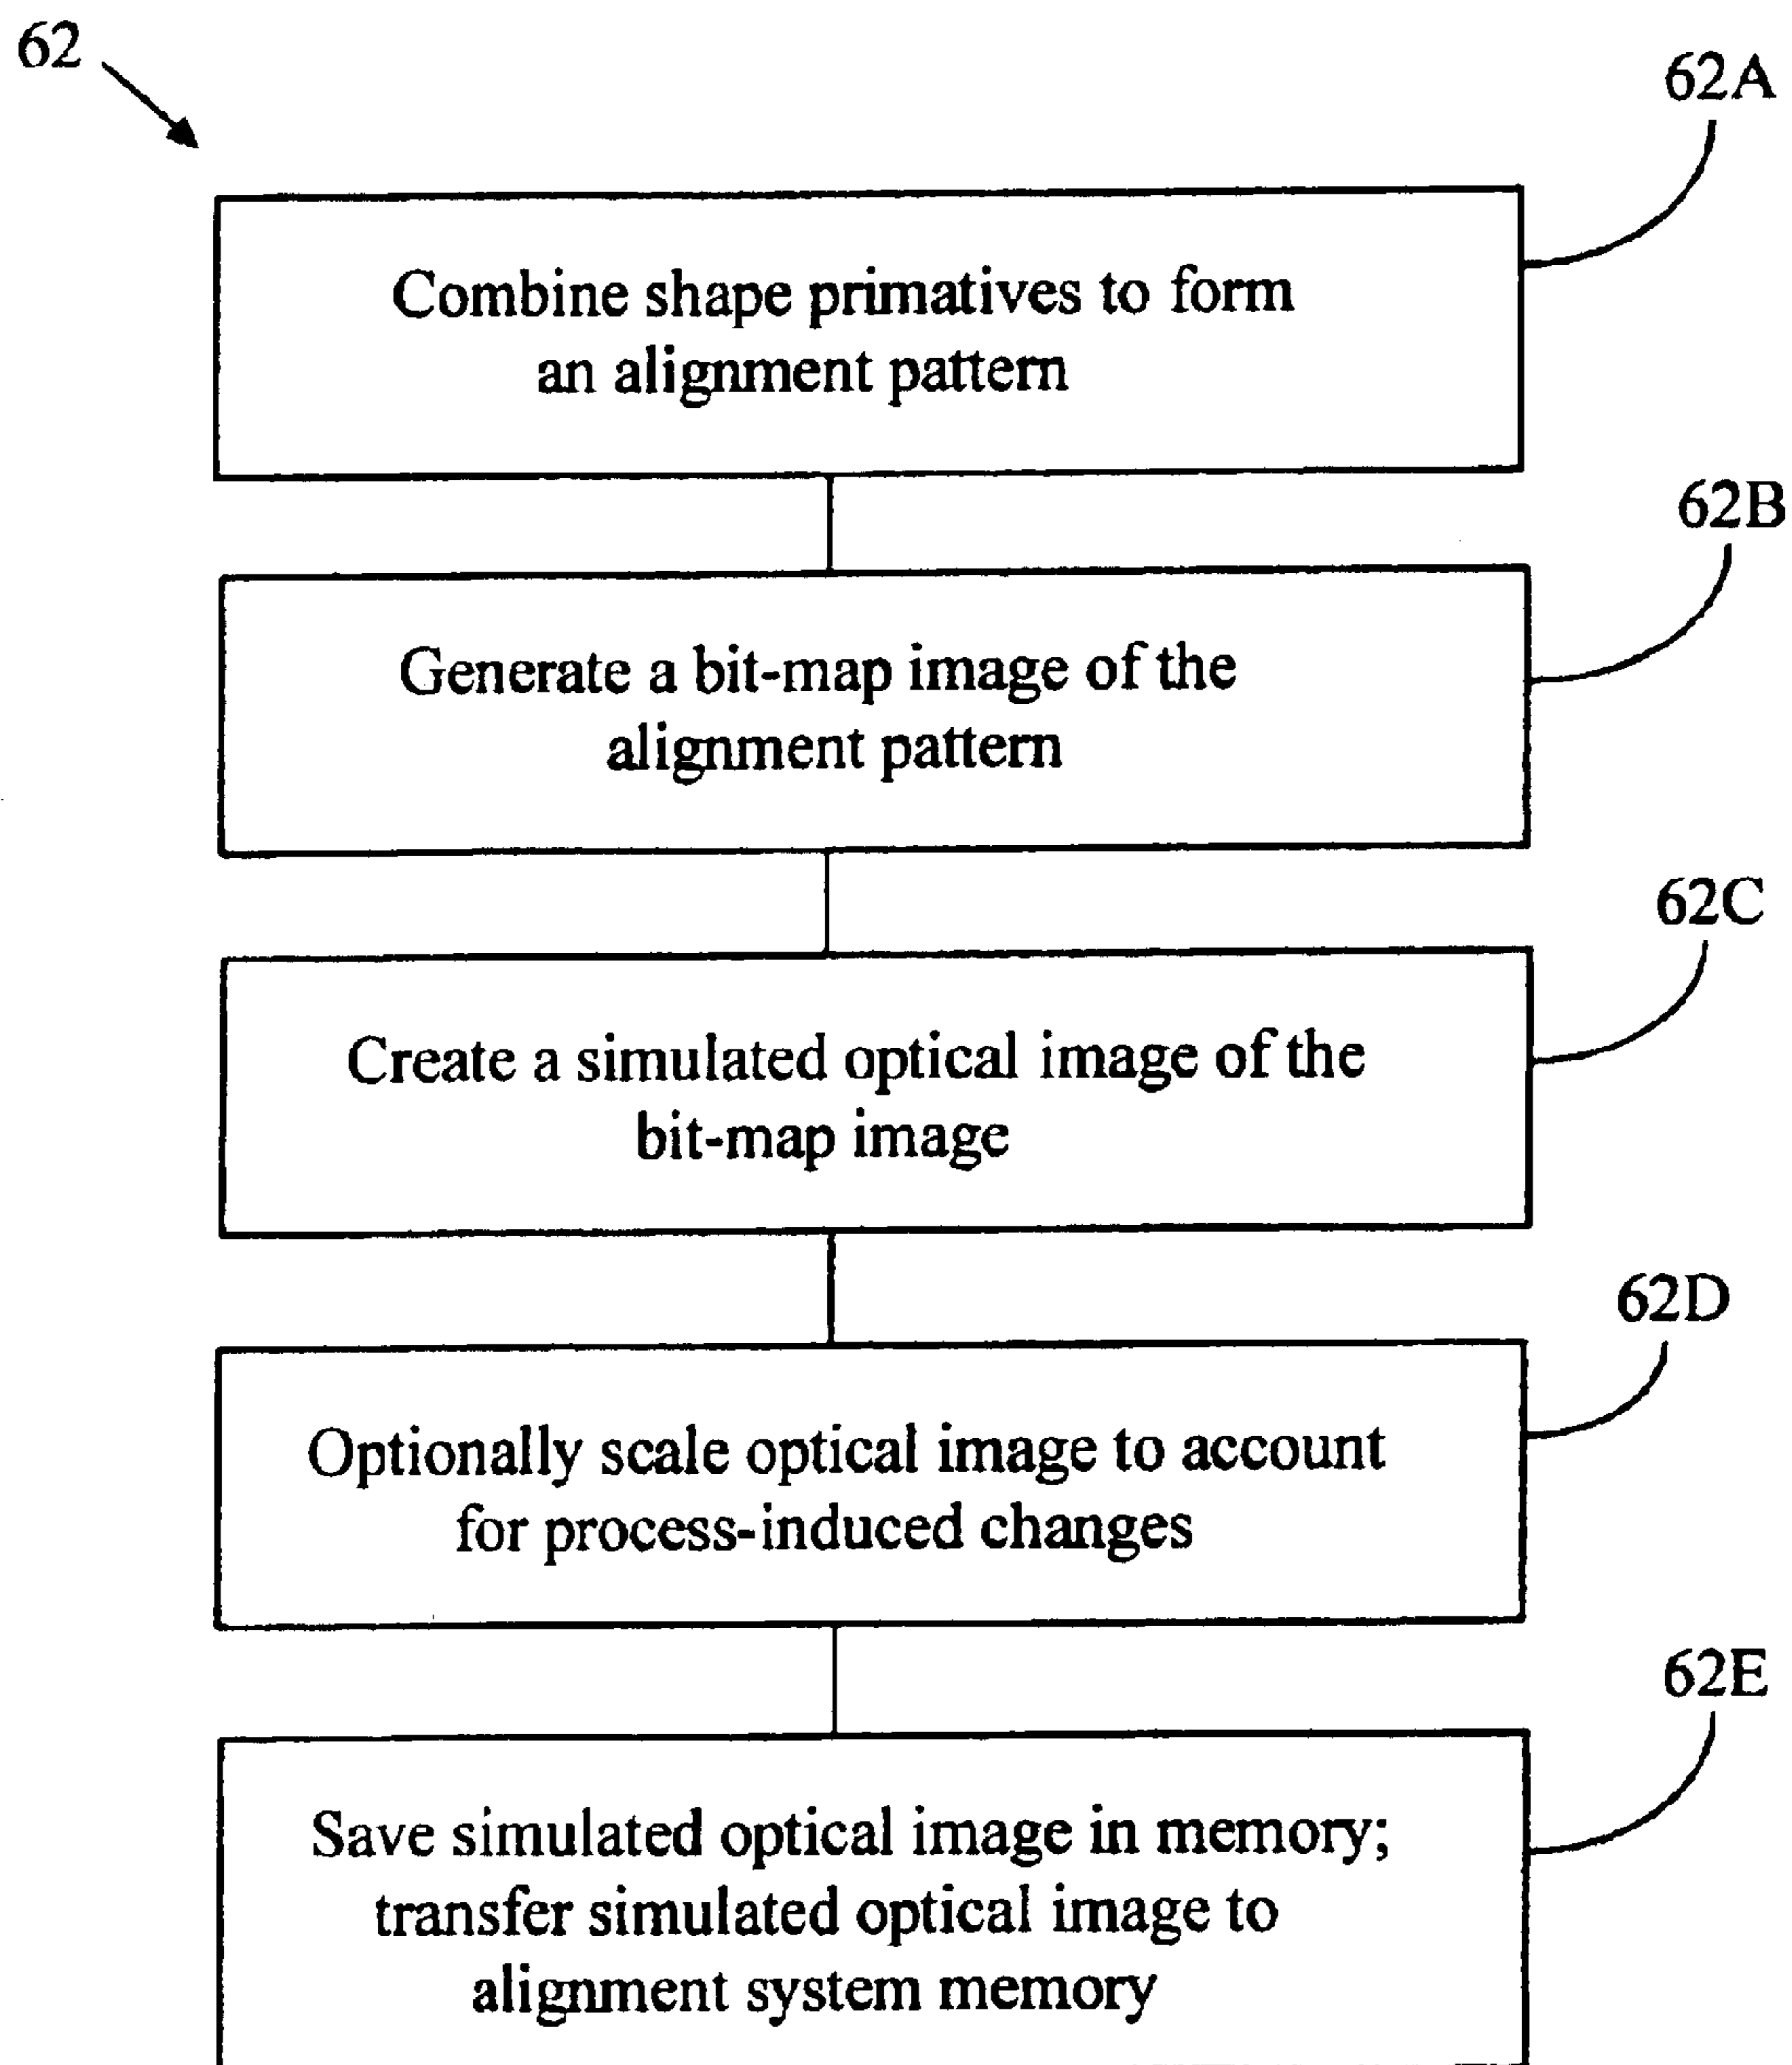 62
62A
Combine shape primatives to form
an alignment pattern
62B
Generate a bit-map image of the
alignment pattern
62C
Create a simulated optical image of the
bit-map image
62D
Optionally scale optical image to account
for process-induced changes
62E
Save simulated optical image in memory;
transfer simulated optical image to
alignment system memory